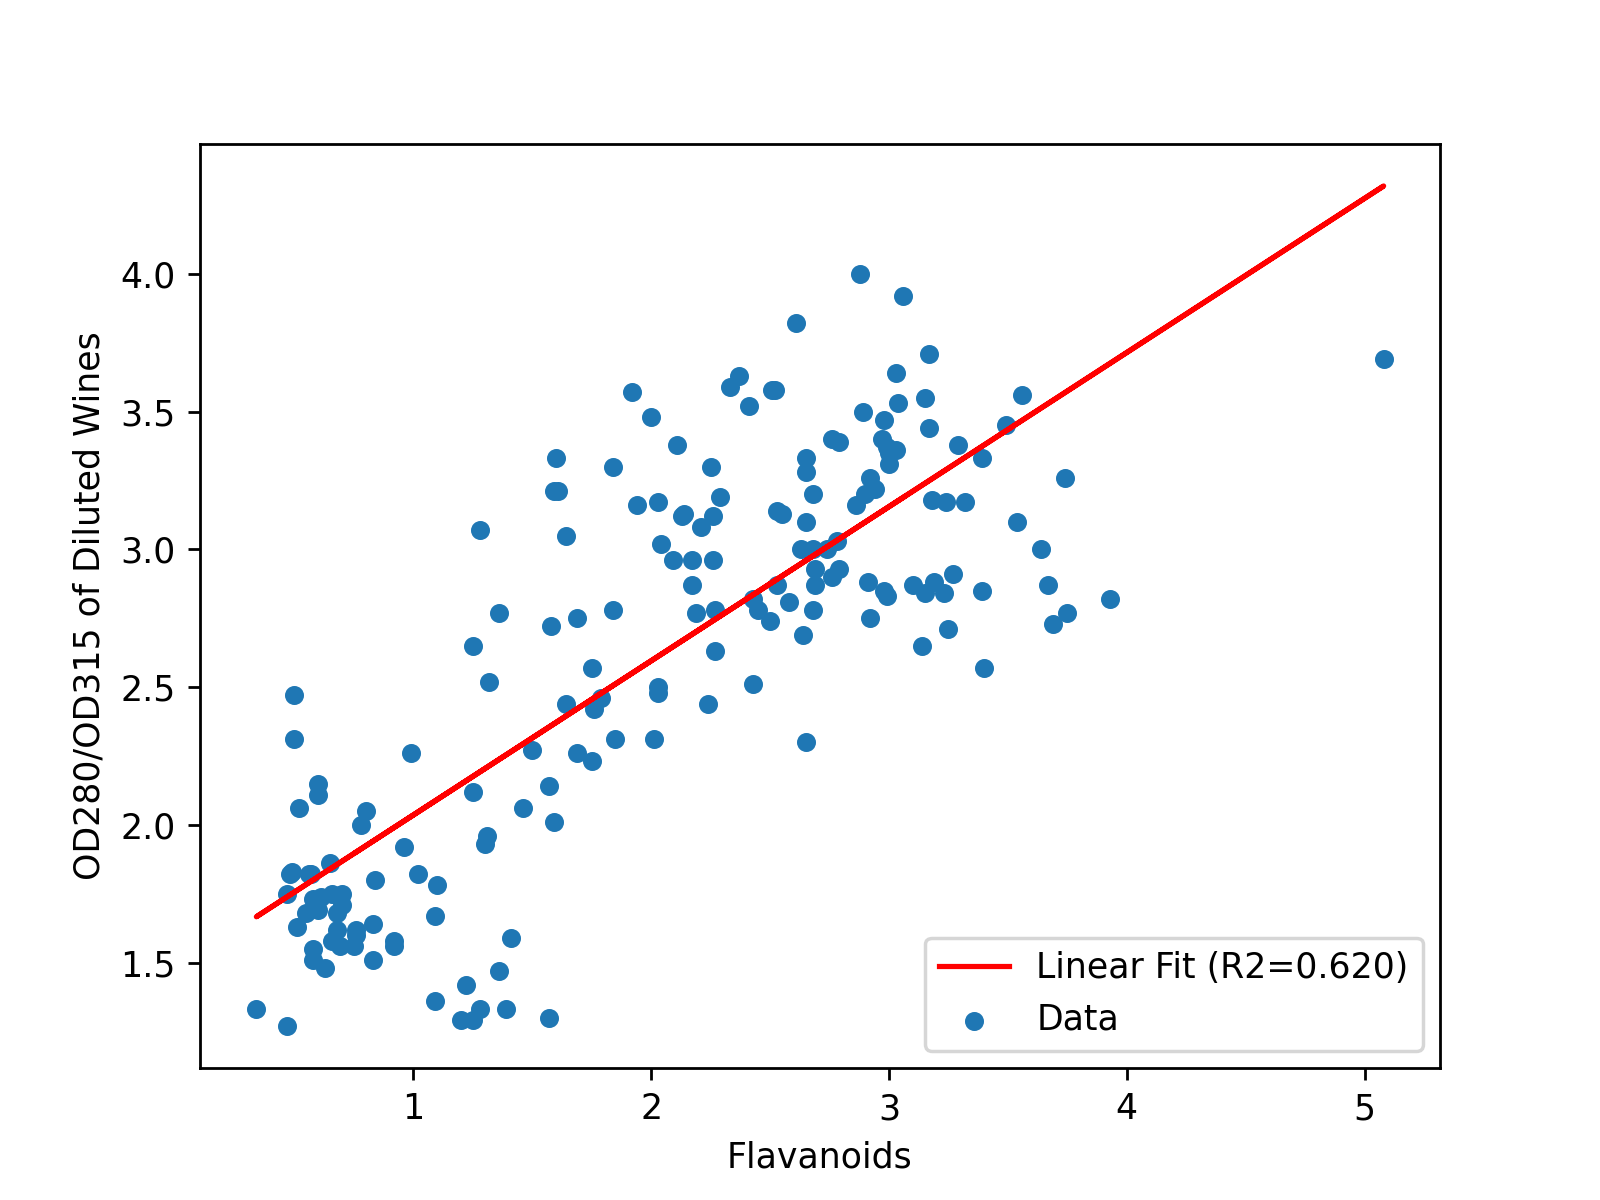 4.0
3.5
3.0
2.5
2.0
1.5
OD280/OD315 of Diluted Wines
Linear Fit (R2=0.620)
Data
1 2 3 4 5
Flavanoids